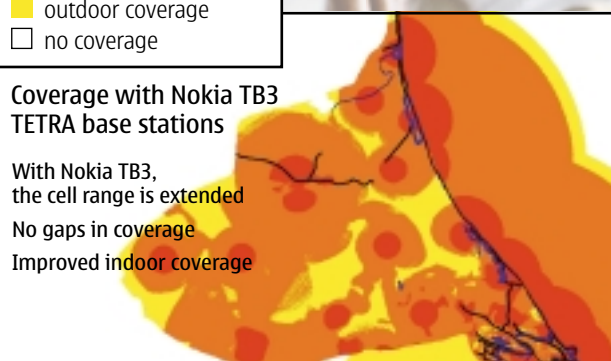 outdoor coverage
no coverage
Coverage with Nokia TB3
TETRA base stations
With Nokia TB3,
the cell range is extended
No gaps in coverage
Improved indoor coverage